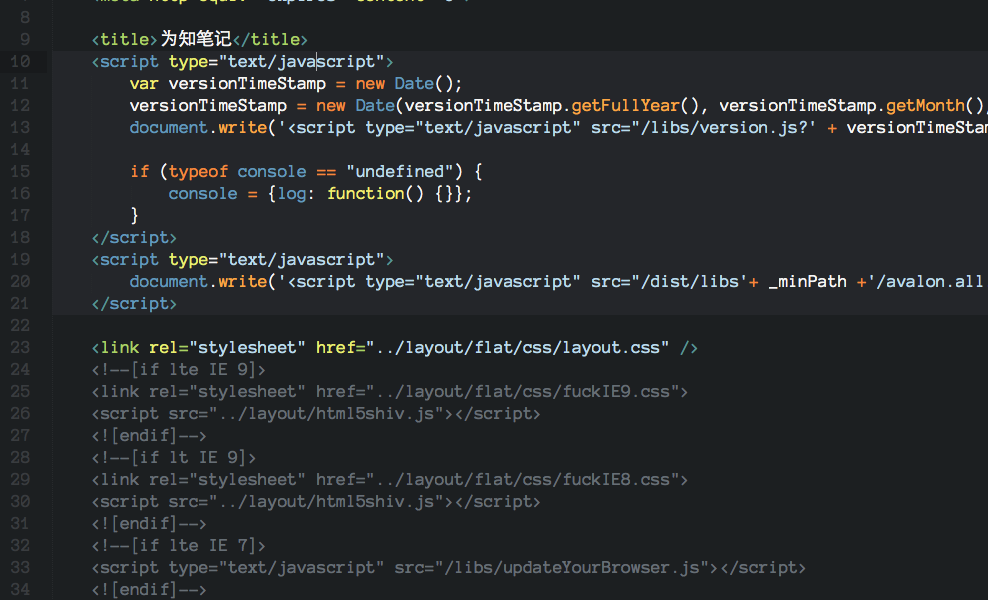 8
9 <title>为知笔记</title>
10 <script type="text/javascript">
11 var versionTimeStamp = new Date();
12 versionTimeStamp = new Date(versionTimeStamp.getFullYear(), versionTimeStamp.getMonth(),
13 document.write('<script type="text/javascript" src="/libs/version.js?' + versionTimeStam
14
15 if (typeof console == "undefined") {
16 console = {log: function() {}};
17 }
18 </script>
19 <script type="text/javascript">
20 document.write('<script type="text/javascript" src="/dist/libs'+ _minPath +'/avalon.all
21 </script>
22
23 <link rel="stylesheet" href="../layout/flat/css/layout.css" />
24 <!--[if lte IE 9]>
25 <link rel="stylesheet" href="../layout/flat/css/fuckIE9.css">
26 <script src="../layout/html5shiv.js"></script>
27 <![endif]-->
28 <!--[if lt IE 9]>
29 <link rel="stylesheet" href="../layout/flat/css/fuckIE8.css">
30 <script src="../layout/html5shiv.js"></script>
31 <![endif]-->
32 <!--[if lte IE 7]>
33 <script type="text/javascript" src="/libs/updateYourBrowser.js"></script>
34 <![endif]-->